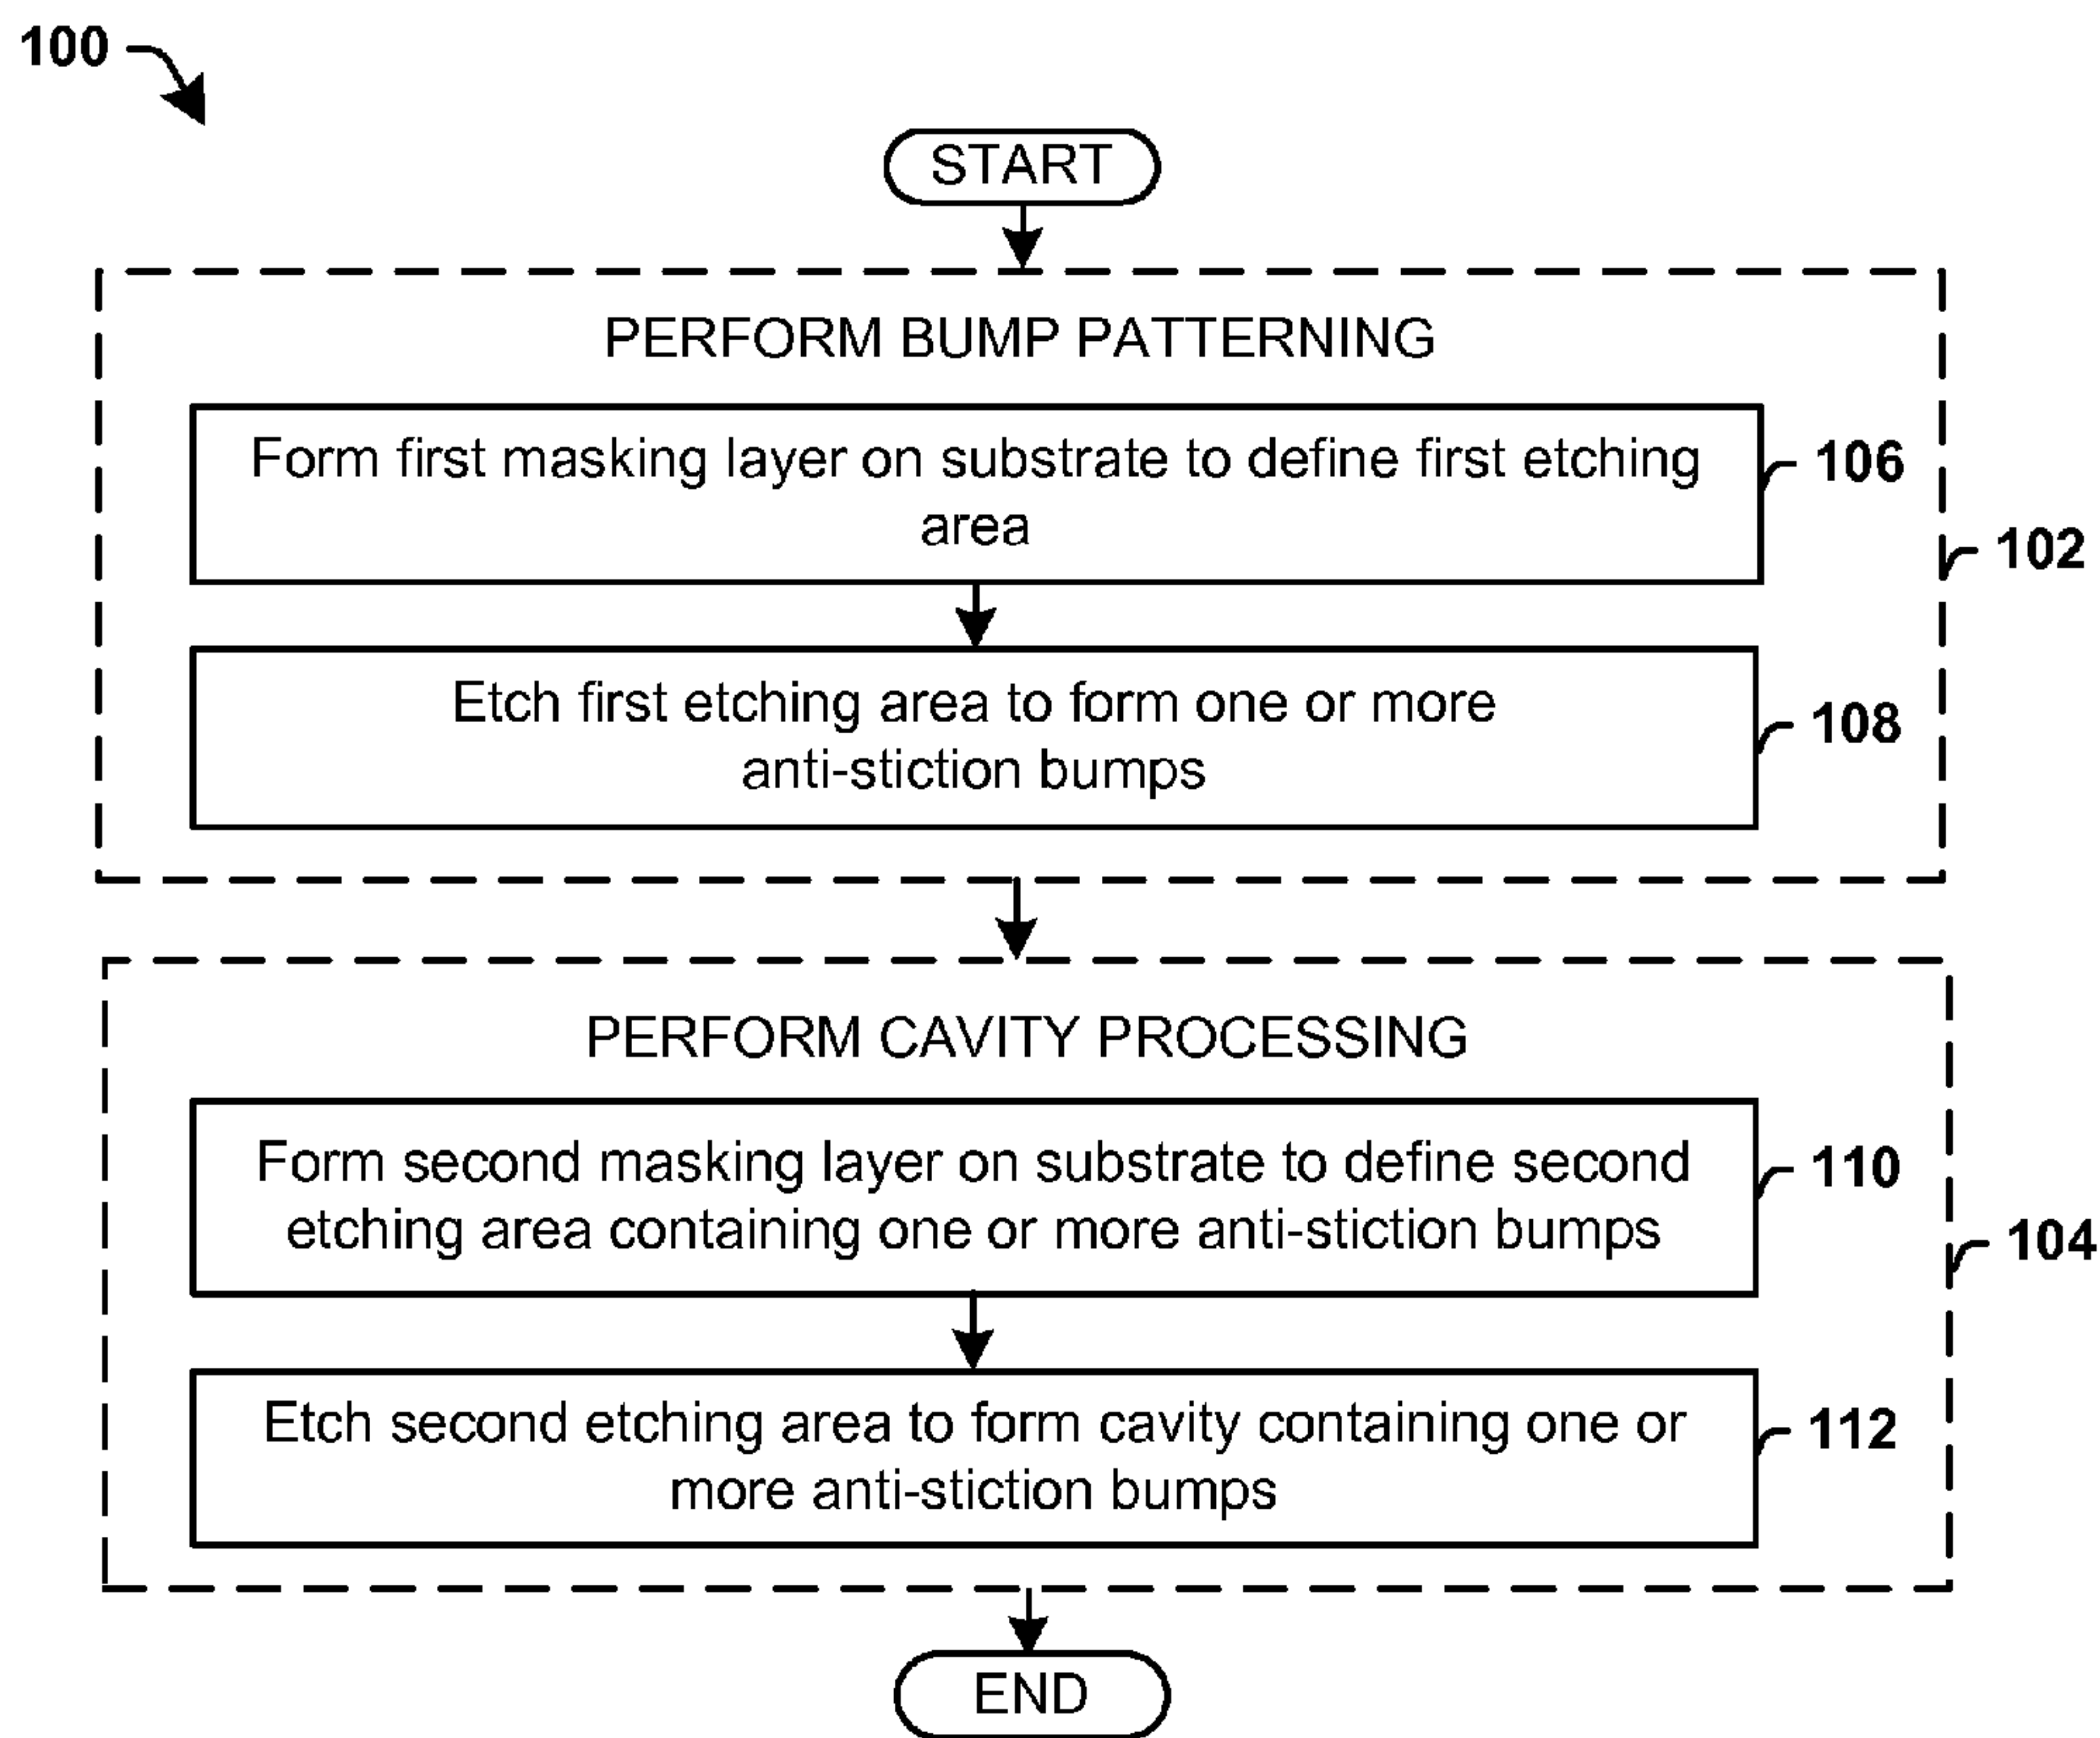 100
START
PERFORM BUMP PATTERNING
Form first masking layer on substrate to define first etching
area
106
102
Etch first etching area to form one or more
anti-stiction bumps
108
PERFORM CAVITY PROCESSING
Form second masking layer on substrate to define second
etching area containing one or more anti-stiction bumps
110
104
Etch second etching area to form cavity containing one or
more anti-stiction bumps
112
END